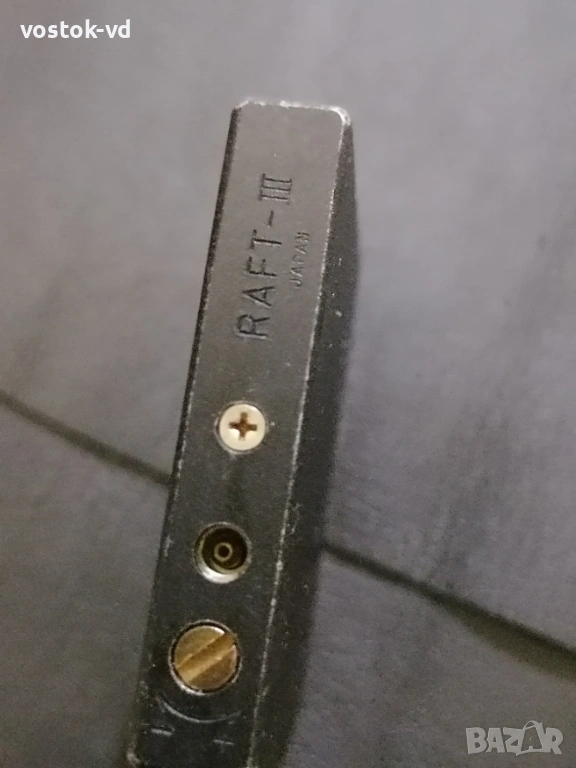 vostok-vd
RAFT-III
JAPAN
- +
BAZAR